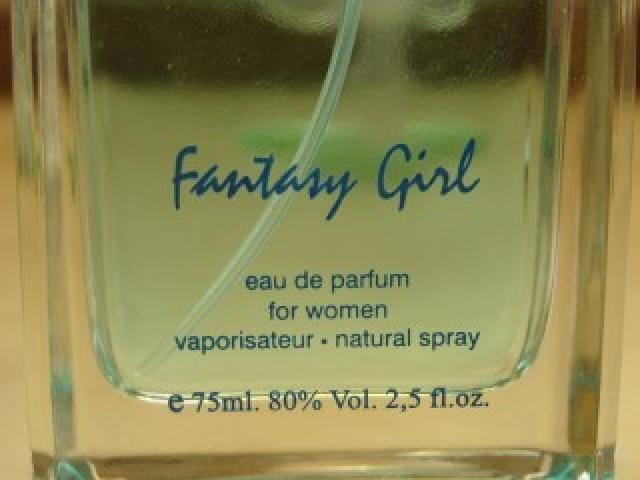 Fantasy Girl
eau de parfum
for women
vaporisateur • natural spray
e 75ml. 80% Vol. 2,5 fl.oz.